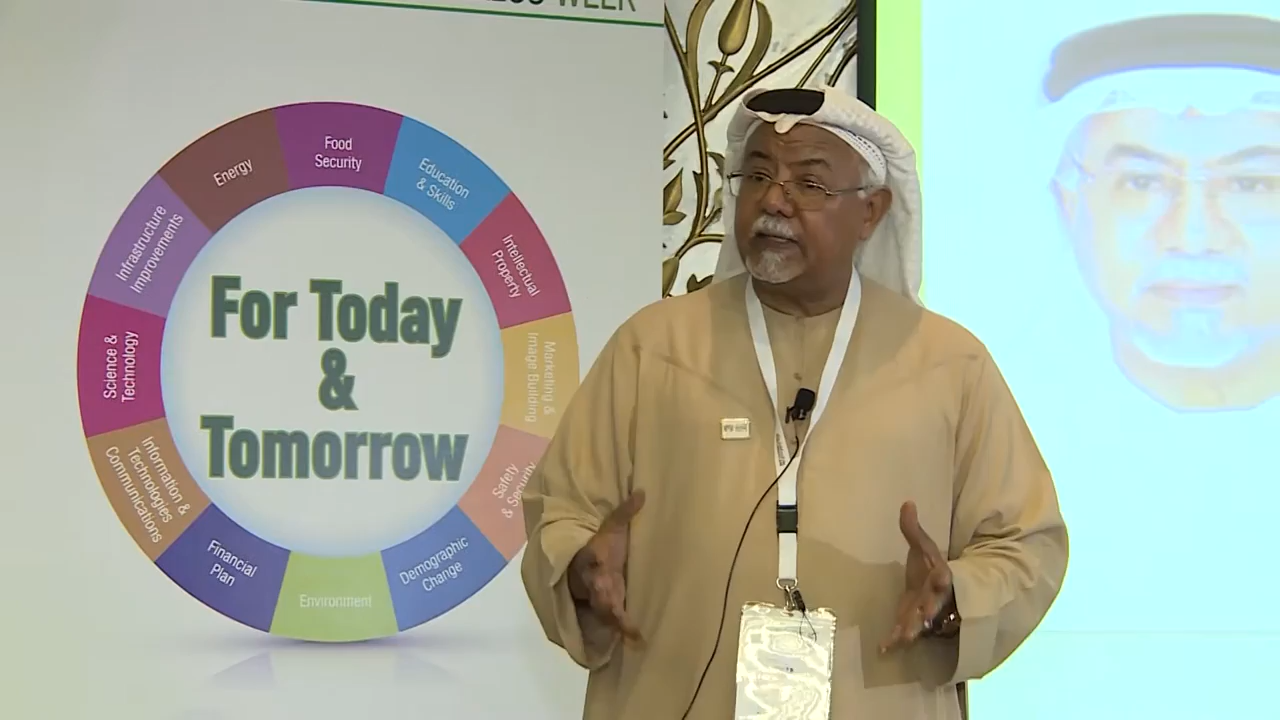 WEEK
Food
Security
Education
& Skills
Intellectual
Property
Marketing &
Image Building
Safety
& Security
Demographic
Change
Environment
Financial
Plan
Information &
Technologies
Communications
Science &
Technology
Infrastructure
Improvements
Energy
For Today
&
Tomorrow